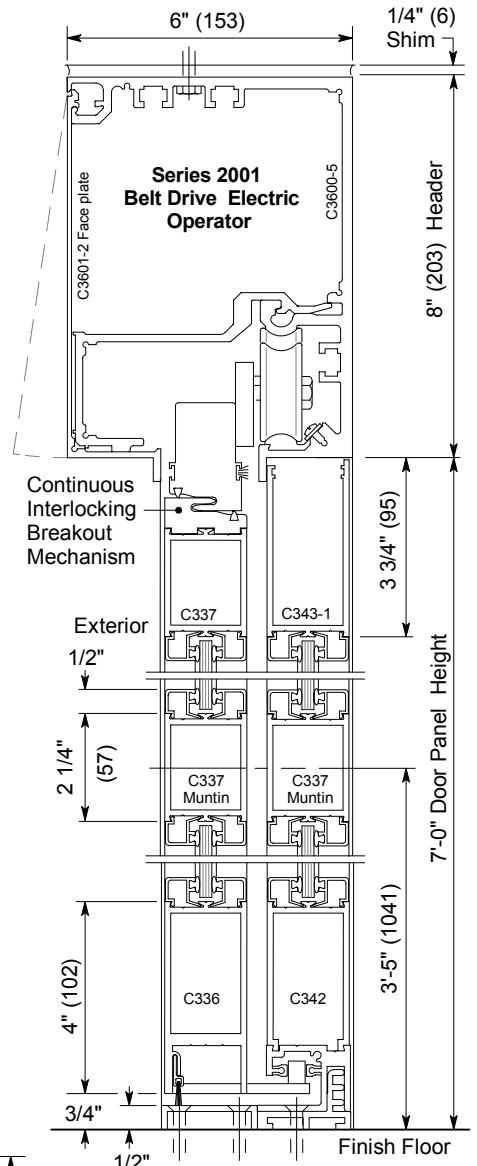 6" (153)
1/4" (6)
Shim
Series 2001
Belt Drive Electric
Operator
C3601-2 Face plate
C3600-5
8" (203) Header
Continuous
Interlocking
Breakout
Mechanism
3 3/4" (95)
C337
C343-1
Exterior
1/2"
2 1/4"
(57)
C337
Muntin
C337
Muntin
7'-0" Door Panel Height
3'-5" (1041)
4" (102)
C336
C342
3/4"
1/2"
Finish Floor